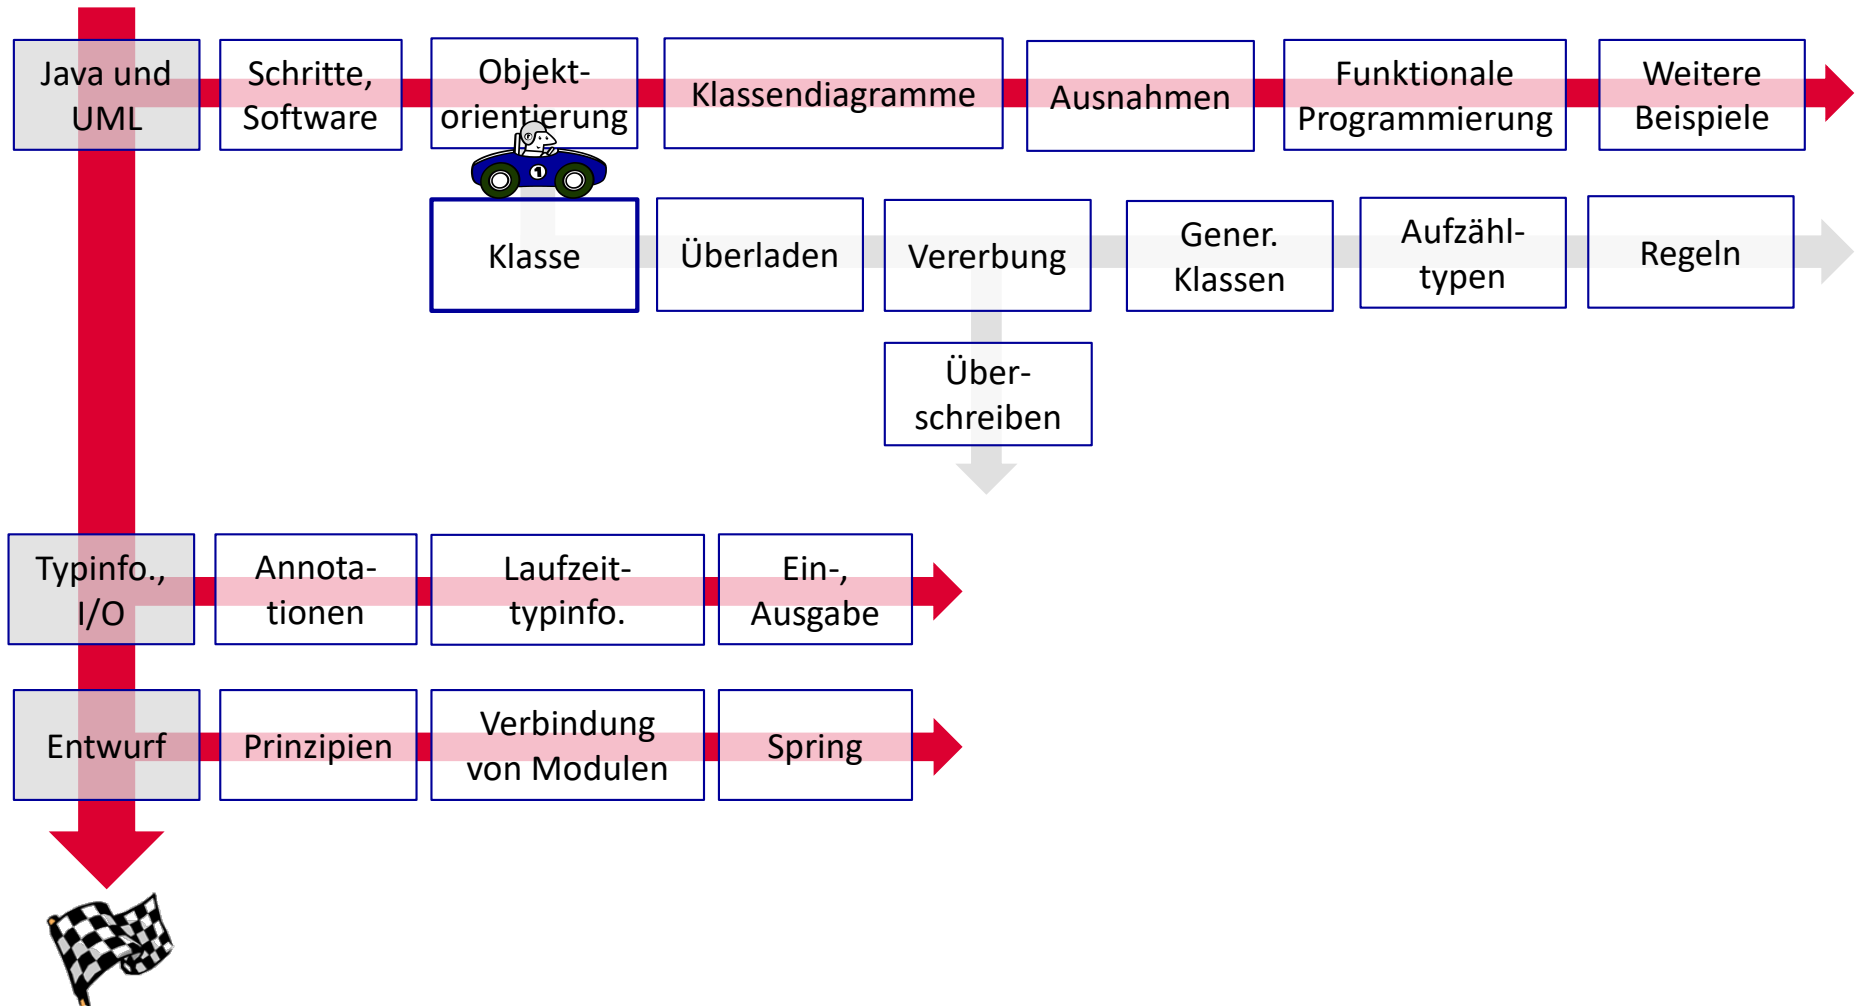 Java und
UML
Schritte,
Software
Objekt-
orientierung
Klassendiagramme
Ausnahmen
Funktionale
Programmierung
Weitere
Beispiele
1
Klasse
Überladen
Vererbung
Gener.
Klassen
Aufzähl-
typen
Regeln
Über-
schreiben
Typinfo.,
I/O
Annota-
tionen
Laufzeit-
typinfo.
Ein-,
Ausgabe
Entwurf
Prinzipien
Verbindung
von Modulen
Spring